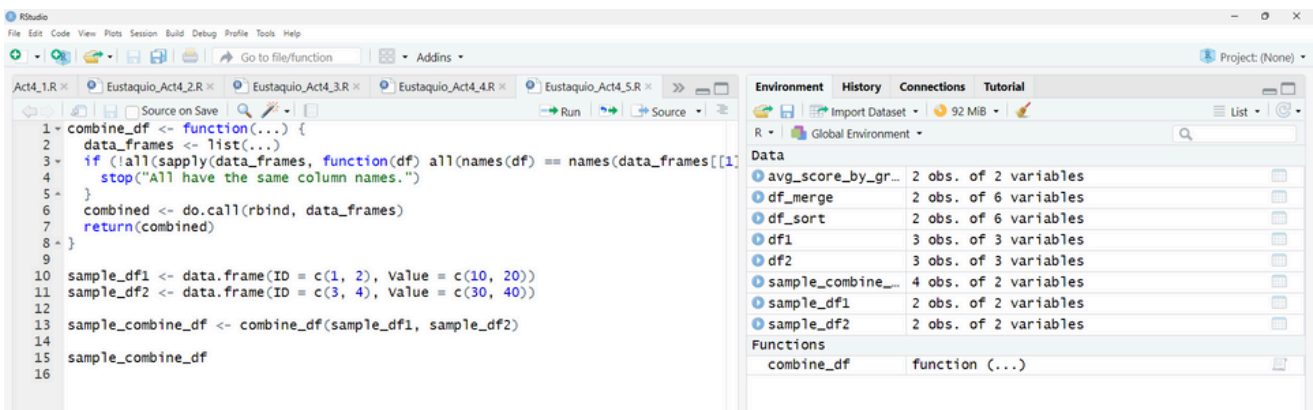 RStudio
File Edit Code View Plots Session Build Debug Profile Tools Help
Go to file/function
Addins
Project: (None)
Act4_1.R
Eustaquio_Act4_2.R
Eustaquio_Act4_3.R
Eustaquio_Act4_4.R
Eustaquio_Act4_5.R
Source on Save
Run
Source
1 combine_df <- function(...) {
2 data_frames <- list(...)
3 if (!all(sapply(data_frames, function(df) all(names(df) == names(data_frames[[1]
4 stop("All have the same column names.")
5 }
6 combined <- do.call(rbind, data_frames)
7 return(combined)
8 }
9
10 sample_df1 <- data.frame(ID = c(1, 2), Value = c(10, 20))
11 sample_df2 <- data.frame(ID = c(3, 4), Value = c(30, 40))
12
13 sample_combine_df <- combine_df(sample_df1, sample_df2)
14
15 sample_combine_df
16
Environment History Connections Tutorial
Import Dataset 92 MiB List
R Global Environment
Data
avg_score_by_gr… 2 obs. of 2 variables
df_merge 2 obs. of 6 variables
df_sort 2 obs. of 6 variables
df1 3 obs. of 3 variables
df2 3 obs. of 3 variables
sample_combine_… 4 obs. of 2 variables
sample_df1 2 obs. of 2 variables
sample_df2 2 obs. of 2 variables
Functions
combine_df function (...)